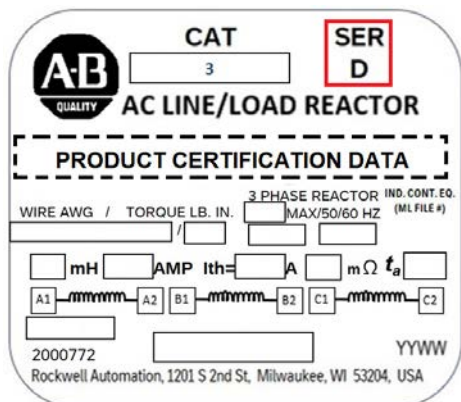 CAT
SER
D
3
A-B
QUALITY
AC LINE/LOAD REACTOR
PRODUCT CERTIFICATION DATA
3 PHASE REACTOR IND. CONT. EQ.
WIRE AWG / TORQUE LB. IN. MAX/50/60 HZ (ML FILE #)
/
mH AMP Ith= A mΩ ta
A1 A2 B1 B2 C1 C2
2000772 YYWW
Rockwell Automation, 1201 S 2nd St, Milwaukee, WI 53204, USA